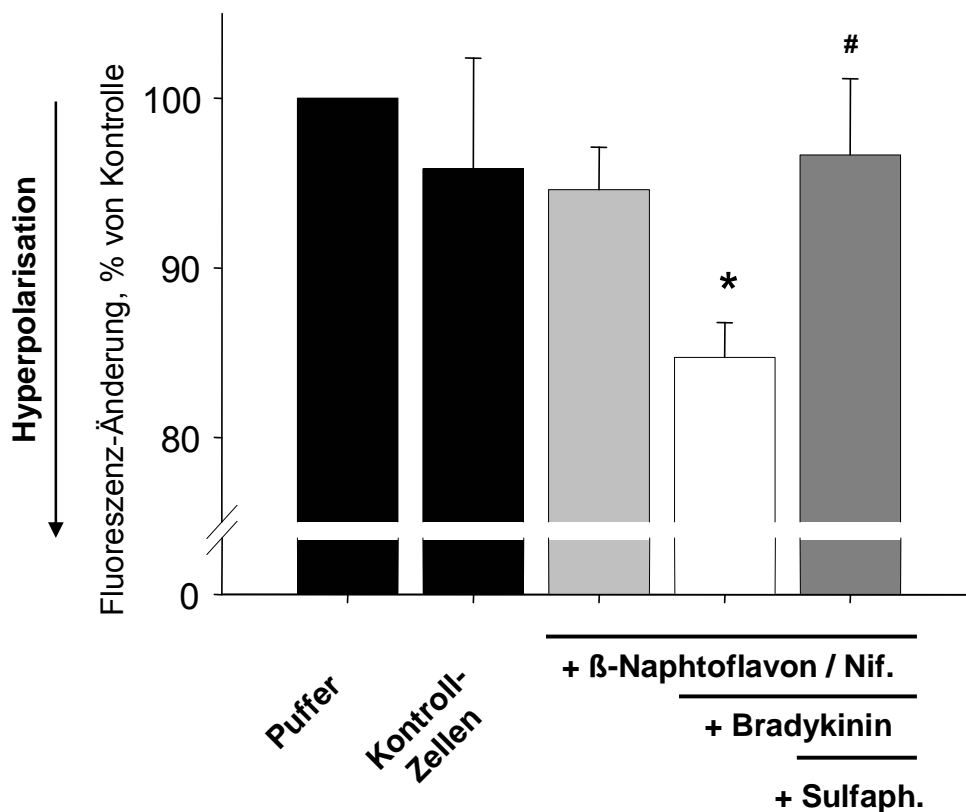 Hyperpolarisation
Fluoreszenz-Änderung, % von Kontrolle
100
90
80
0
*
#
Puffer
Kontroll-
Zellen
+ ß-Naphtoflavon / Nif.
+ Bradykinin
+ Sulfaph.